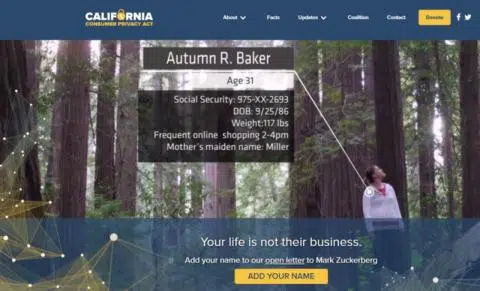 CALIFORNIA
CONSUMER PRIVACY ACT
About Facts Updates Coalition Contact Donate
Autumn R. Baker
Age 31
Social Security: 975-XX-2693
DOB: 9/25/86
Weight:117 lbs
Frequent online shopping 2-4pm
Mother's maiden name: Miller
Your life is not their business.
Add your name to our open letter to Mark Zuckerberg
ADD YOUR NAME